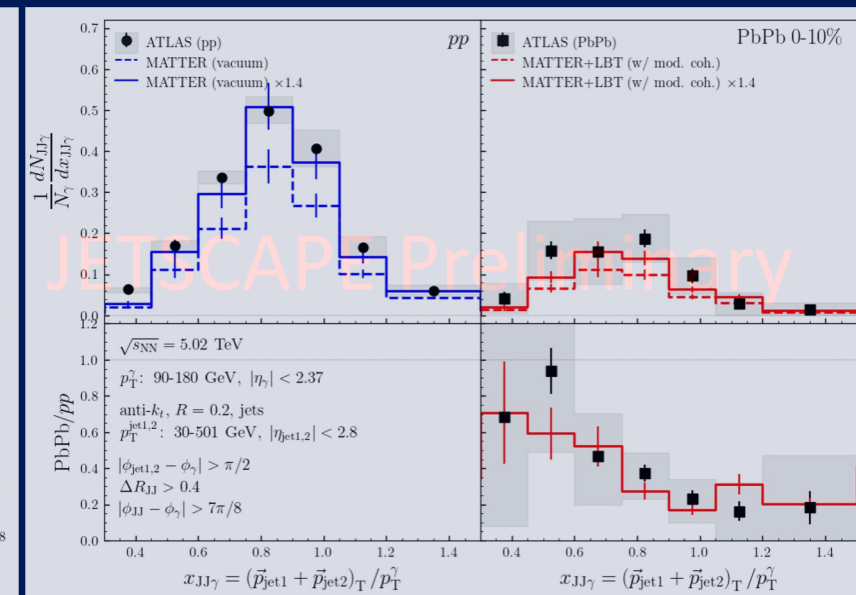 0.7
0.6
0.5
0.4
0.3
0.2
0.1
0.0
1/Nγ dN_JJγ/dx_JJγ
ATLAS (pp)
MATTER (vacuum)
MATTER (vacuum) ×1.4
pp
ATLAS (PbPb)
MATTER+LBT (w/ mod. coh.)
MATTER+LBT (w/ mod. coh.) ×1.4
PbPb 0-10%
JETSCAPE Preliminary
1.2
1.0
0.8
0.6
0.4
0.2
0.0
PbPb/pp
√s_NN = 5.02 TeV
p_T^γ: 90-180 GeV, |η_γ| < 2.37
anti-k_t, R = 0.2, jets
p_T^jet1,2: 30-501 GeV, |η_jet1,2| < 2.8
|ϕ_jet1,2 − ϕ_γ| > π/2
ΔR_JJ > 0.4
|ϕ_JJ − ϕ_γ| > 7π/8
0.4 0.6 0.8 1.0 1.2 1.4
0.4 0.6 0.8 1.0 1.2 1.4
x_JJγ = (p⃗_jet1 + p⃗_jet2)_T/p_T^γ
x_JJγ = (p⃗_jet1 + p⃗_jet2)_T/p_T^γ
8